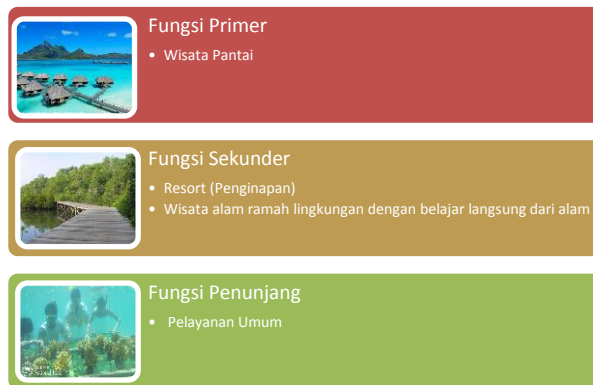 Fungsi Primer
• Wisata Pantai
Fungsi Sekunder
• Resort (Penginapan)
• Wisata alam ramah lingkungan dengan belajar langsung dari alam
Fungsi Penunjang
• Pelayanan Umum